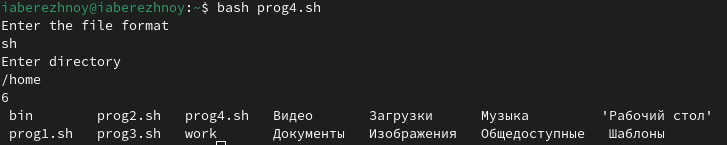 iaberezhnoy@iaberezhnoy:~$ bash prog4.sh
Enter the file format
sh
Enter directory
/home
6
bin prog2.sh prog4.sh Видео Загрузки Музыка 'Рабочий стол'
prog1.sh prog3.sh work Документы Изображения Общедоступные Шаблоны